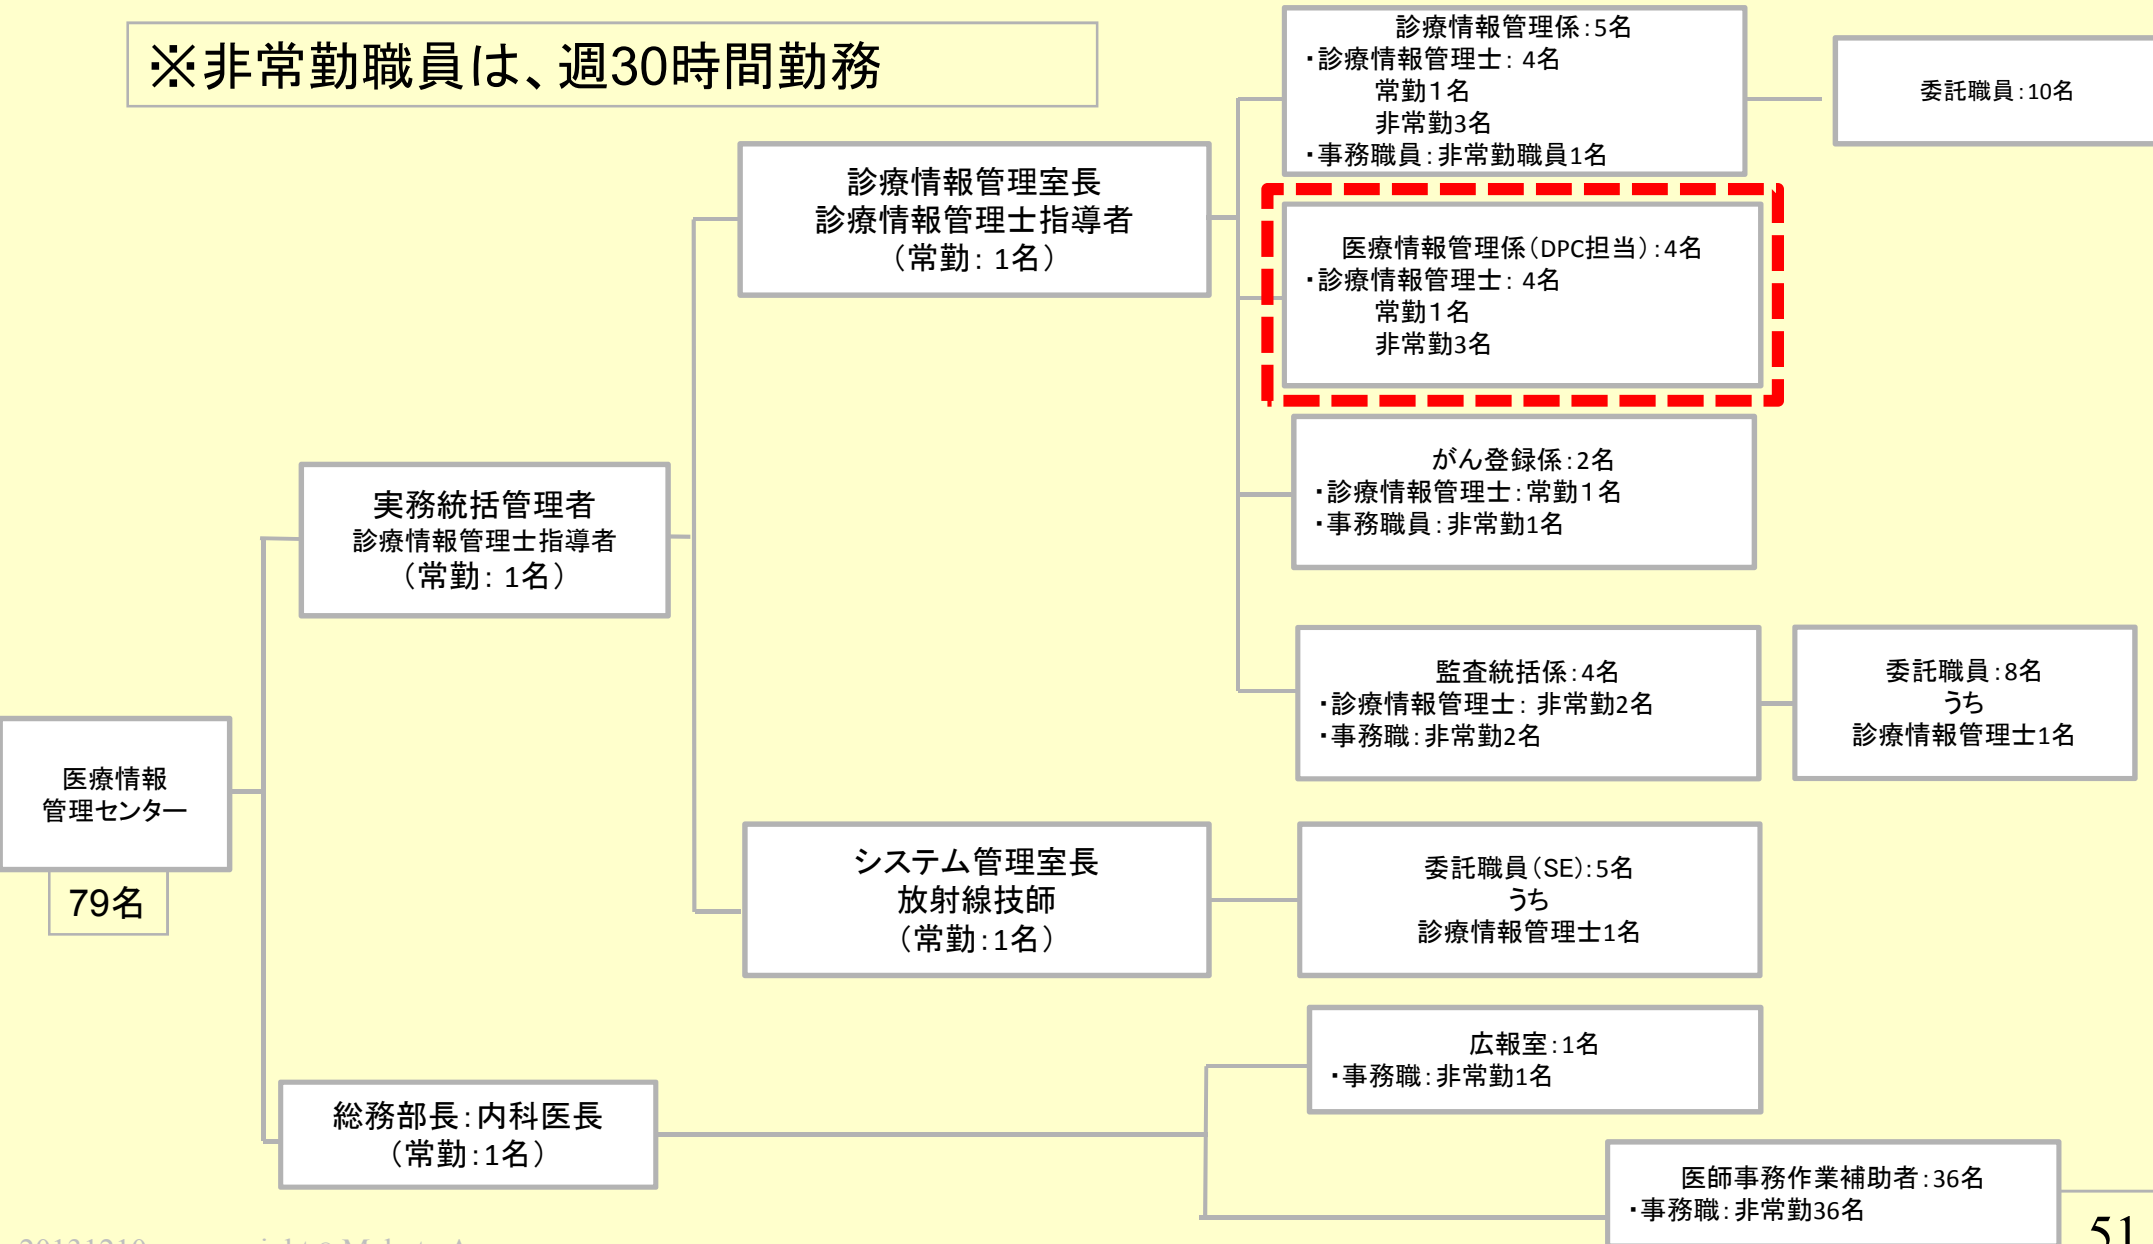 ※非常勤職員は、週30時間勤務
診療情報管理係：5名
・診療情報管理士：4名
常勤１名
非常勤3名
・事務職員：非常勤職員1名
委託職員：10名
診療情報管理室長
診療情報管理士指導者
（常勤：1名）
医療情報管理係（DPC担当）：4名
・診療情報管理士：4名
常勤１名
非常勤3名
がん登録係：2名
・診療情報管理士：常勤１名
・事務職員：非常勤1名
実務統括管理者
診療情報管理士指導者
（常勤：1名）
監査統括係：4名
・診療情報管理士：非常勤2名
・事務職：非常勤2名
委託職員：8名
うち
診療情報管理士1名
医療情報
管理センター
79名
システム管理室長
放射線技師
（常勤：1名）
委託職員（SE）：5名
うち
診療情報管理士1名
広報室：1名
・事務職：非常勤1名
総務部長：内科医長
（常勤：1名）
医師事務作業補助者：36名
・事務職：非常勤36名
51